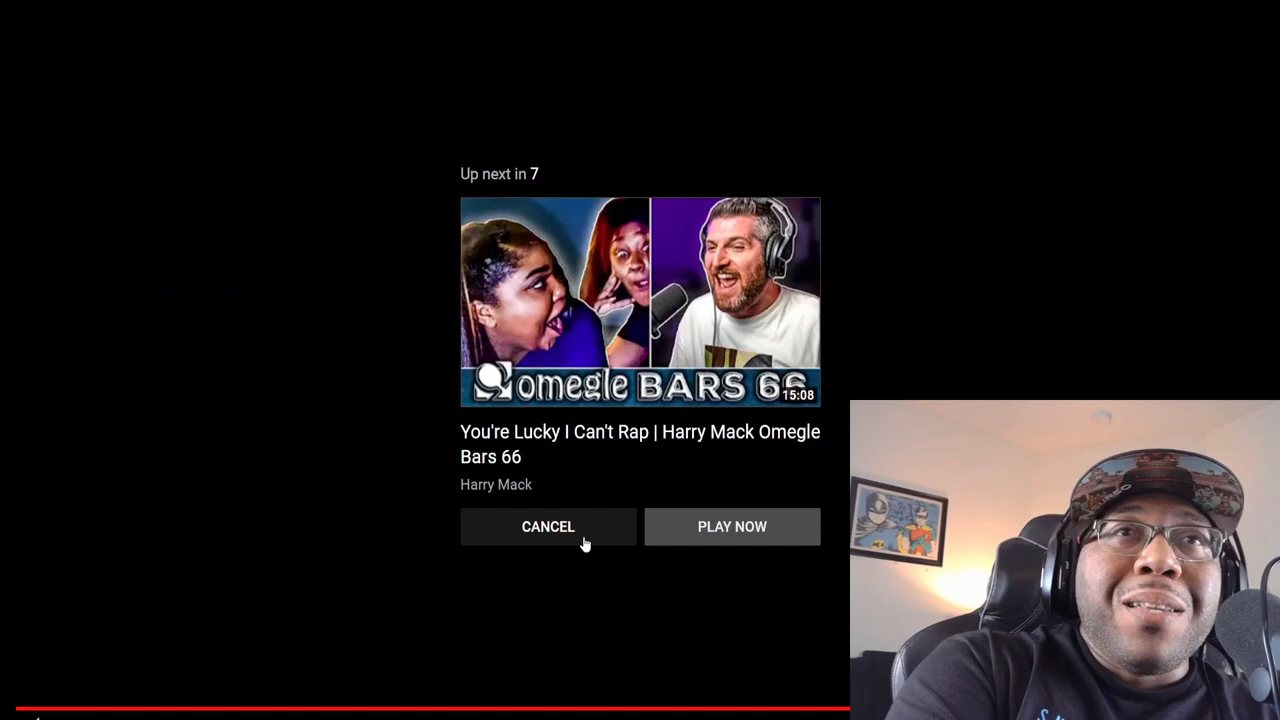 Up next in 7
omegle BARS 66
15:08
You're Lucky I Can't Rap | Harry Mack Omegle
Bars 66
Harry Mack
CANCEL
PLAY NOW